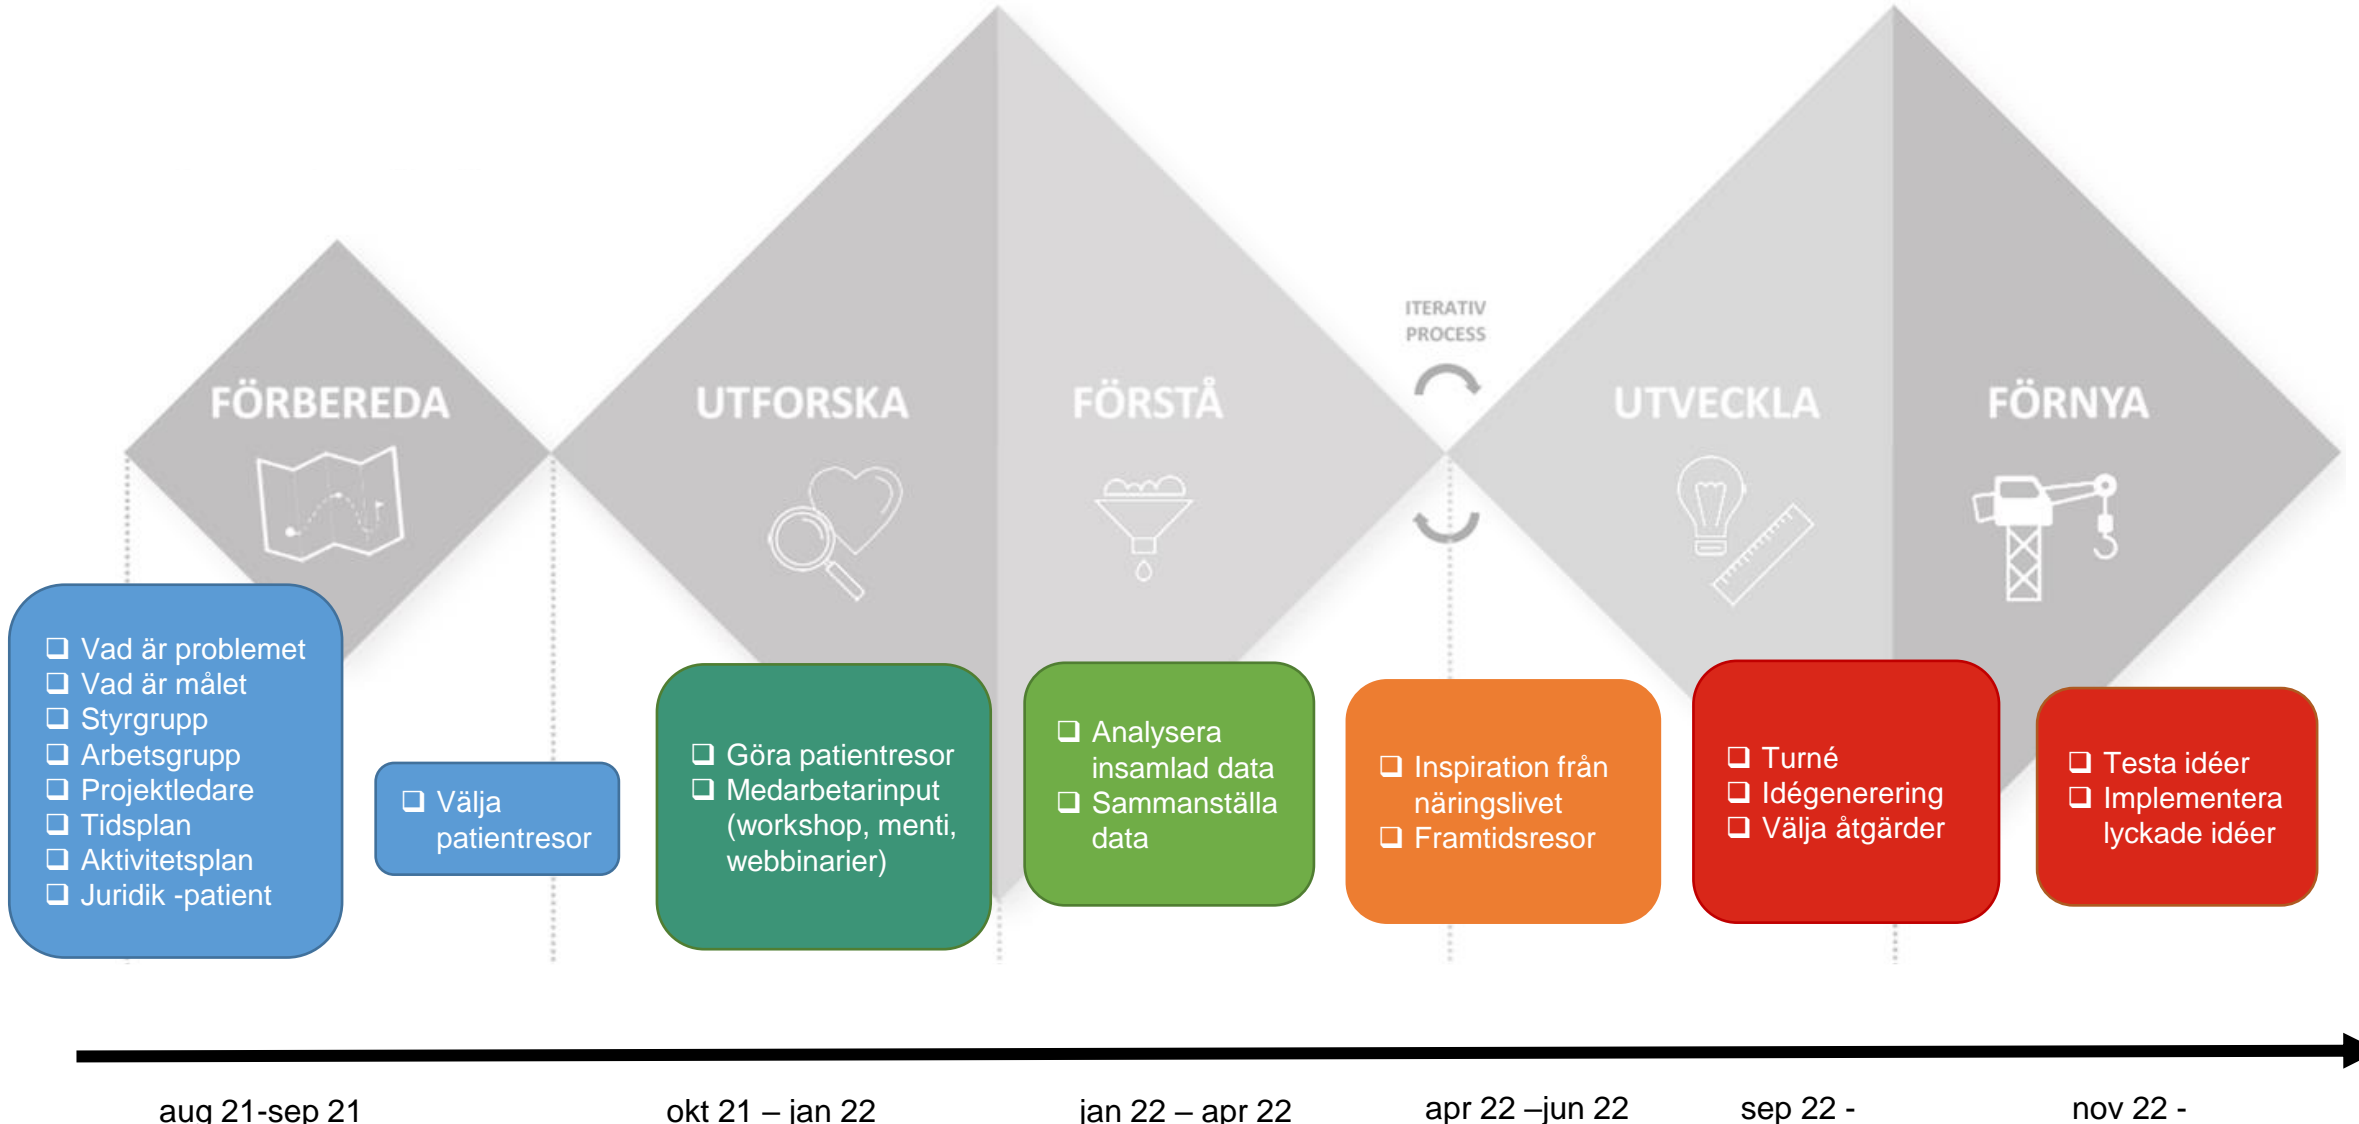 ITERATIV
PROCESS
FÖRBEREDA
UTFORSKA
FÖRSTÅ
UTVECKLA
FÖRNYA
❑ Vad är problemet
❑ Vad är målet
❑ Styrgrupp
❑ Arbetsgrupp
❑ Projektledare
❑ Tidsplan
❑ Aktivitetsplan
❑ Juridik -patient
❑ Välja
patientresor
❑ Göra patientresor
❑ Medarbetarinput
(workshop, menti,
webbinarier)
❑ Analysera
insamlad data
❑ Sammanställa
data
❑ Inspiration från
näringslivet
❑ Framtidsresor
❑ Turné
❑ Idégenerering
❑ Välja åtgärder
❑ Testa idéer
❑ Implementera
lyckade idéer
aug 21-sep 21
okt 21 – jan 22
jan 22 – apr 22
apr 22 –jun 22
sep 22 -
nov 22 -